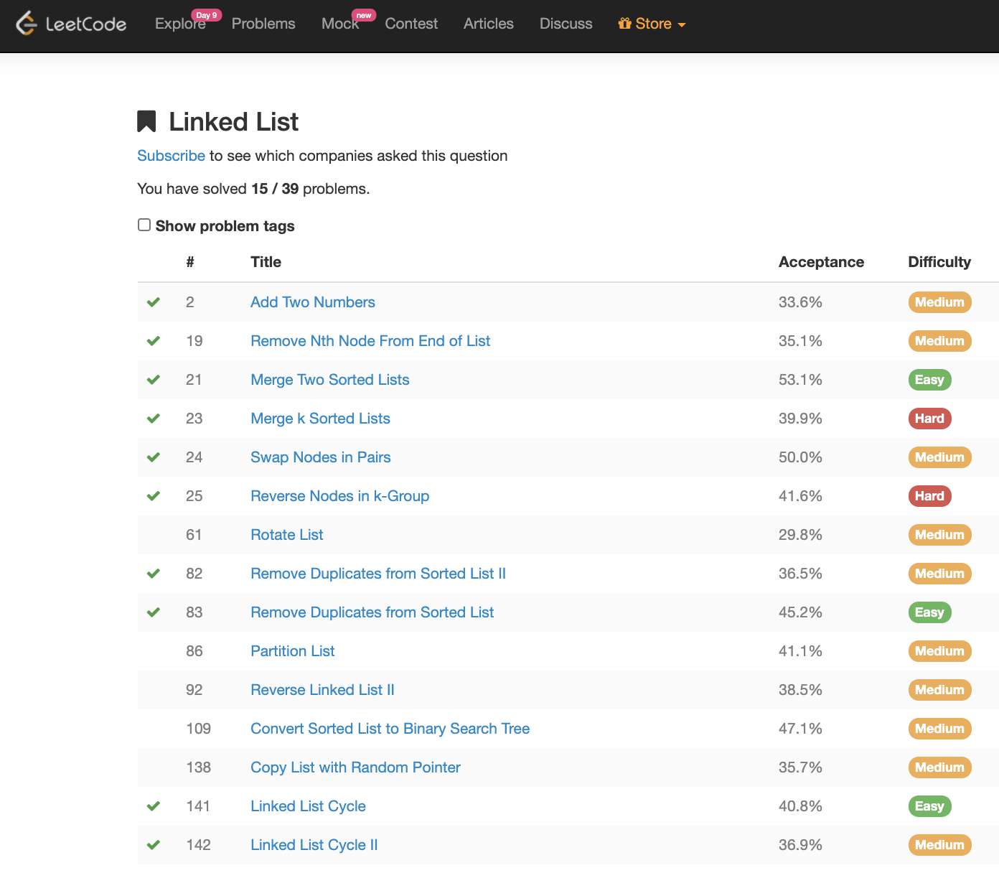 LeetCode Explore Day 9 Problems Mock new Contest Articles Discuss Store
Linked List
Subscribe to see which companies asked this question
You have solved 15 / 39 problems.
Show problem tags
# Title Acceptance Difficulty
2 Add Two Numbers 33.6% Medium
19 Remove Nth Node From End of List 35.1% Medium
21 Merge Two Sorted Lists 53.1% Easy
23 Merge k Sorted Lists 39.9% Hard
24 Swap Nodes in Pairs 50.0% Medium
25 Reverse Nodes in k-Group 41.6% Hard
61 Rotate List 29.8% Medium
82 Remove Duplicates from Sorted List II 36.5% Medium
83 Remove Duplicates from Sorted List 45.2% Easy
86 Partition List 41.1% Medium
92 Reverse Linked List II 38.5% Medium
109 Convert Sorted List to Binary Search Tree 47.1% Medium
138 Copy List with Random Pointer 35.7% Medium
141 Linked List Cycle 40.8% Easy
142 Linked List Cycle II 36.9% Medium